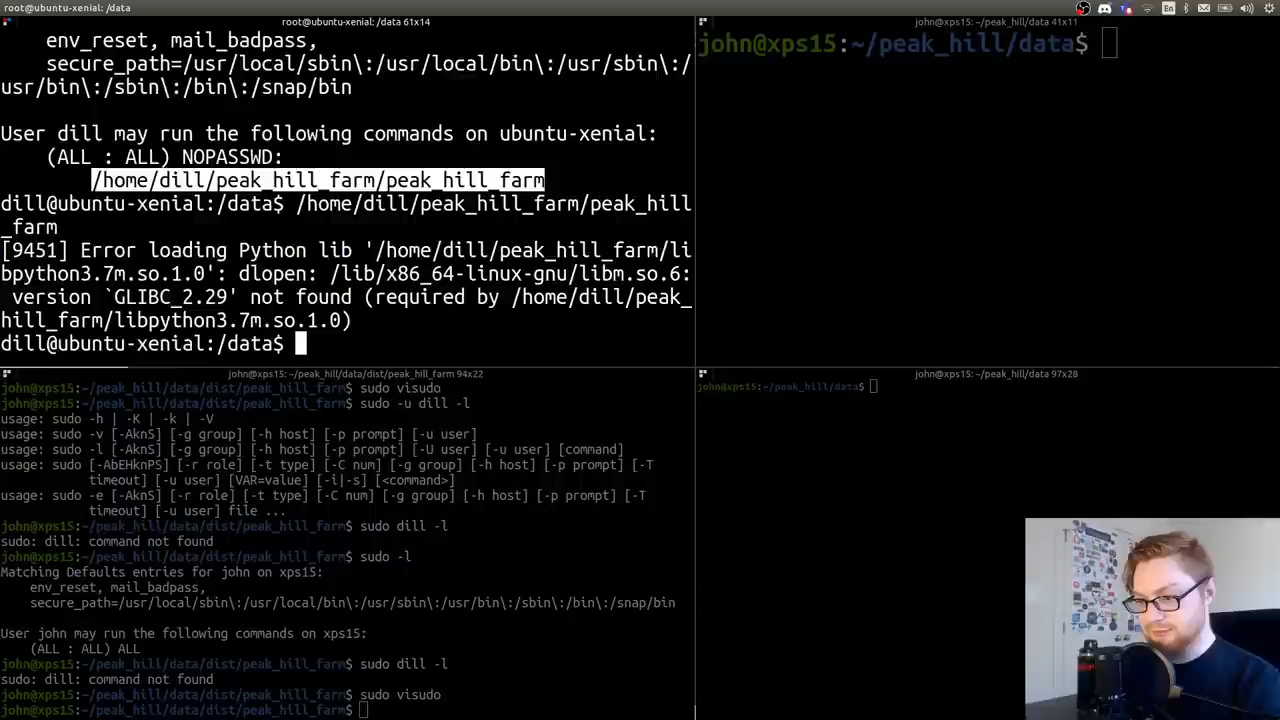 root@ubuntu-xenial: /data
En
root@ubuntu-xenial: /data 61x14
env_reset, mail_badpass,
secure_path=/usr/local/sbin\:/usr/local/bin\:/usr/sbin\:/
usr/bin\:/sbin\:/bin\:/snap/bin
User dill may run the following commands on ubuntu-xenial:
(ALL : ALL) NOPASSWD:
/home/dill/peak_hill_farm/peak_hill_farm
dill@ubuntu-xenial:/data$ /home/dill/peak_hill_farm/peak_hill
_farm
[9451] Error loading Python lib '/home/dill/peak_hill_farm/li
bpython3.7m.so.1.0': dlopen: /lib/x86_64-linux-gnu/libm.so.6:
version `GLIBC_2.29' not found (required by /home/dill/peak_
hill_farm/libpython3.7m.so.1.0)
dill@ubuntu-xenial:/data$
john@xps15: ~/peak_hill/data 41x11
john@xps15:~/peak_hill/data$
john@xps15: ~/peak_hill/data/dist/peak_hill_farm 94x22
john@xps15:~/peak_hill/data/dist/peak_hill_farm$ sudo visudo
john@xps15:~/peak_hill/data/dist/peak_hill_farm$ sudo -u dill -l
usage: sudo -h | -K | -k | -V
usage: sudo -v [-AknS] [-g group] [-h host] [-p prompt] [-u user]
usage: sudo -l [-AknS] [-g group] [-h host] [-p prompt] [-U user] [-u user] [command]
usage: sudo [-AbEHknPS] [-r role] [-t type] [-C num] [-g group] [-h host] [-p prompt] [-T
timeout] [-u user] [VAR=value] [-i|-s] [<command>]
usage: sudo -e [-AknS] [-r role] [-t type] [-C num] [-g group] [-h host] [-p prompt] [-T
timeout] [-u user] file ...
john@xps15:~/peak_hill/data/dist/peak_hill_farm$ sudo dill -l
sudo: dill: command not found
john@xps15:~/peak_hill/data/dist/peak_hill_farm$ sudo -l
Matching Defaults entries for john on xps15:
env_reset, mail_badpass,
secure_path=/usr/local/sbin\:/usr/local/bin\:/usr/sbin\:/usr/bin\:/sbin\:/bin\:/snap/bin
User john may run the following commands on xps15:
(ALL : ALL) ALL
john@xps15:~/peak_hill/data/dist/peak_hill_farm$ sudo dill -l
sudo: dill: command not found
john@xps15:~/peak_hill/data/dist/peak_hill_farm$ sudo visudo
john@xps15:~/peak_hill/data/dist/peak_hill_farm$
john@xps15: ~/peak_hill/data 97x28
john@xps15:~/peak_hill/data$